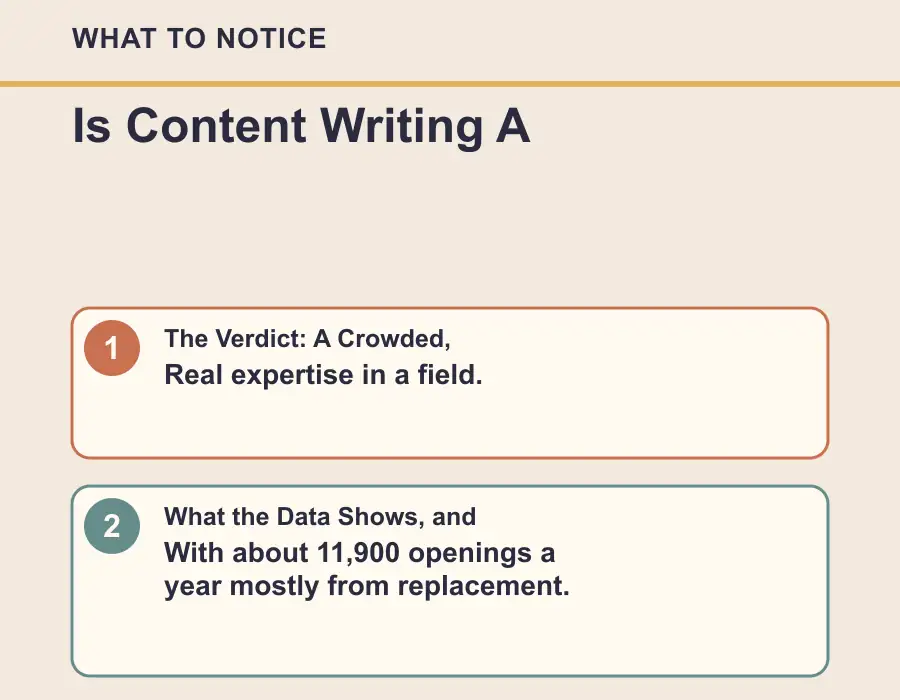 WHAT TO NOTICE
Is Content Writing A
1
The Verdict: A Crowded,
Real expertise in a field.
2
What the Data Shows, and
With about 11,900 openings a
year mostly from replacement.